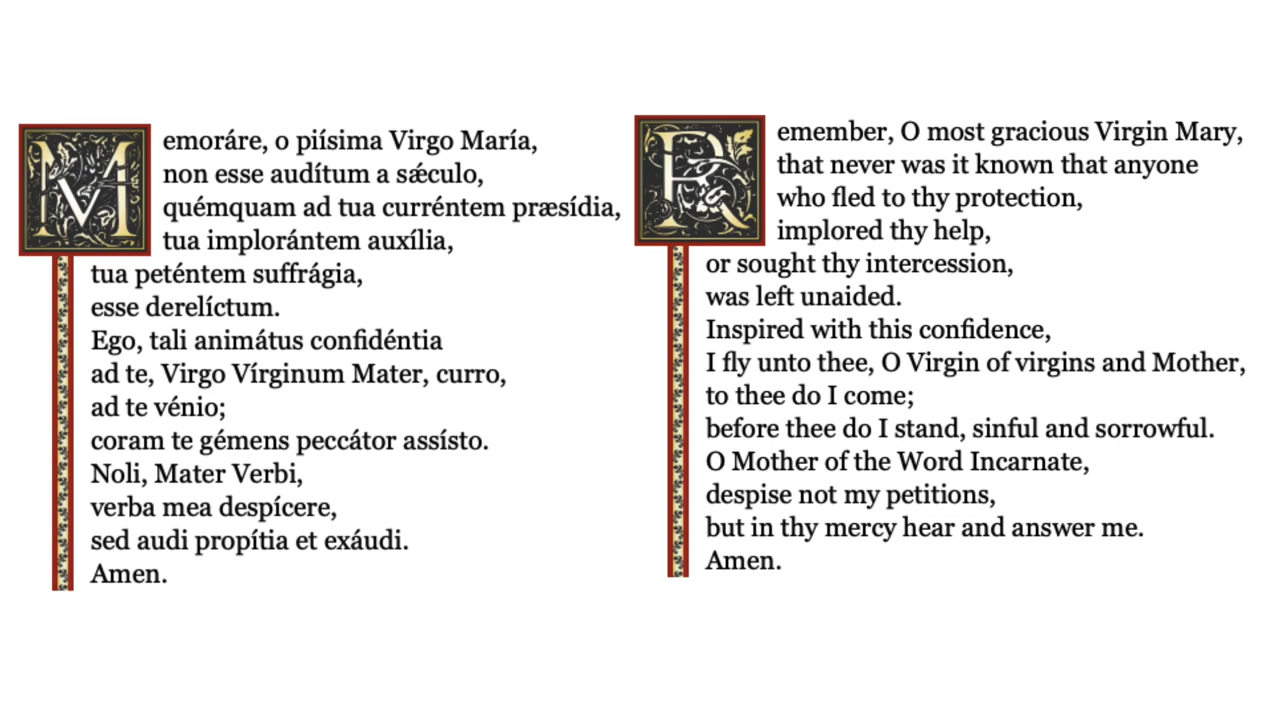 Memoráre, o piísima Virgo María,
non esse audítum a sǽculo,
quémquam ad tua curréntem præsídia,
tua implorántem auxília,
tua peténtem suffrágia,
esse derelíctum.
Ego, tali animátus confidéntia
ad te, Virgo Vírginum Mater, curro,
ad te vénio;
coram te gémens peccátor assísto.
Noli, Mater Verbi,
verba mea despícere,
sed audi propítia et exáudi.
Amen.
Remember, O most gracious Virgin Mary,
that never was it known that anyone
who fled to thy protection,
implored thy help,
or sought thy intercession,
was left unaided.
Inspired with this confidence,
I fly unto thee, O Virgin of virgins and Mother,
to thee do I come;
before thee do I stand, sinful and sorrowful.
O Mother of the Word Incarnate,
despise not my petitions,
but in thy mercy hear and answer me.
Amen.